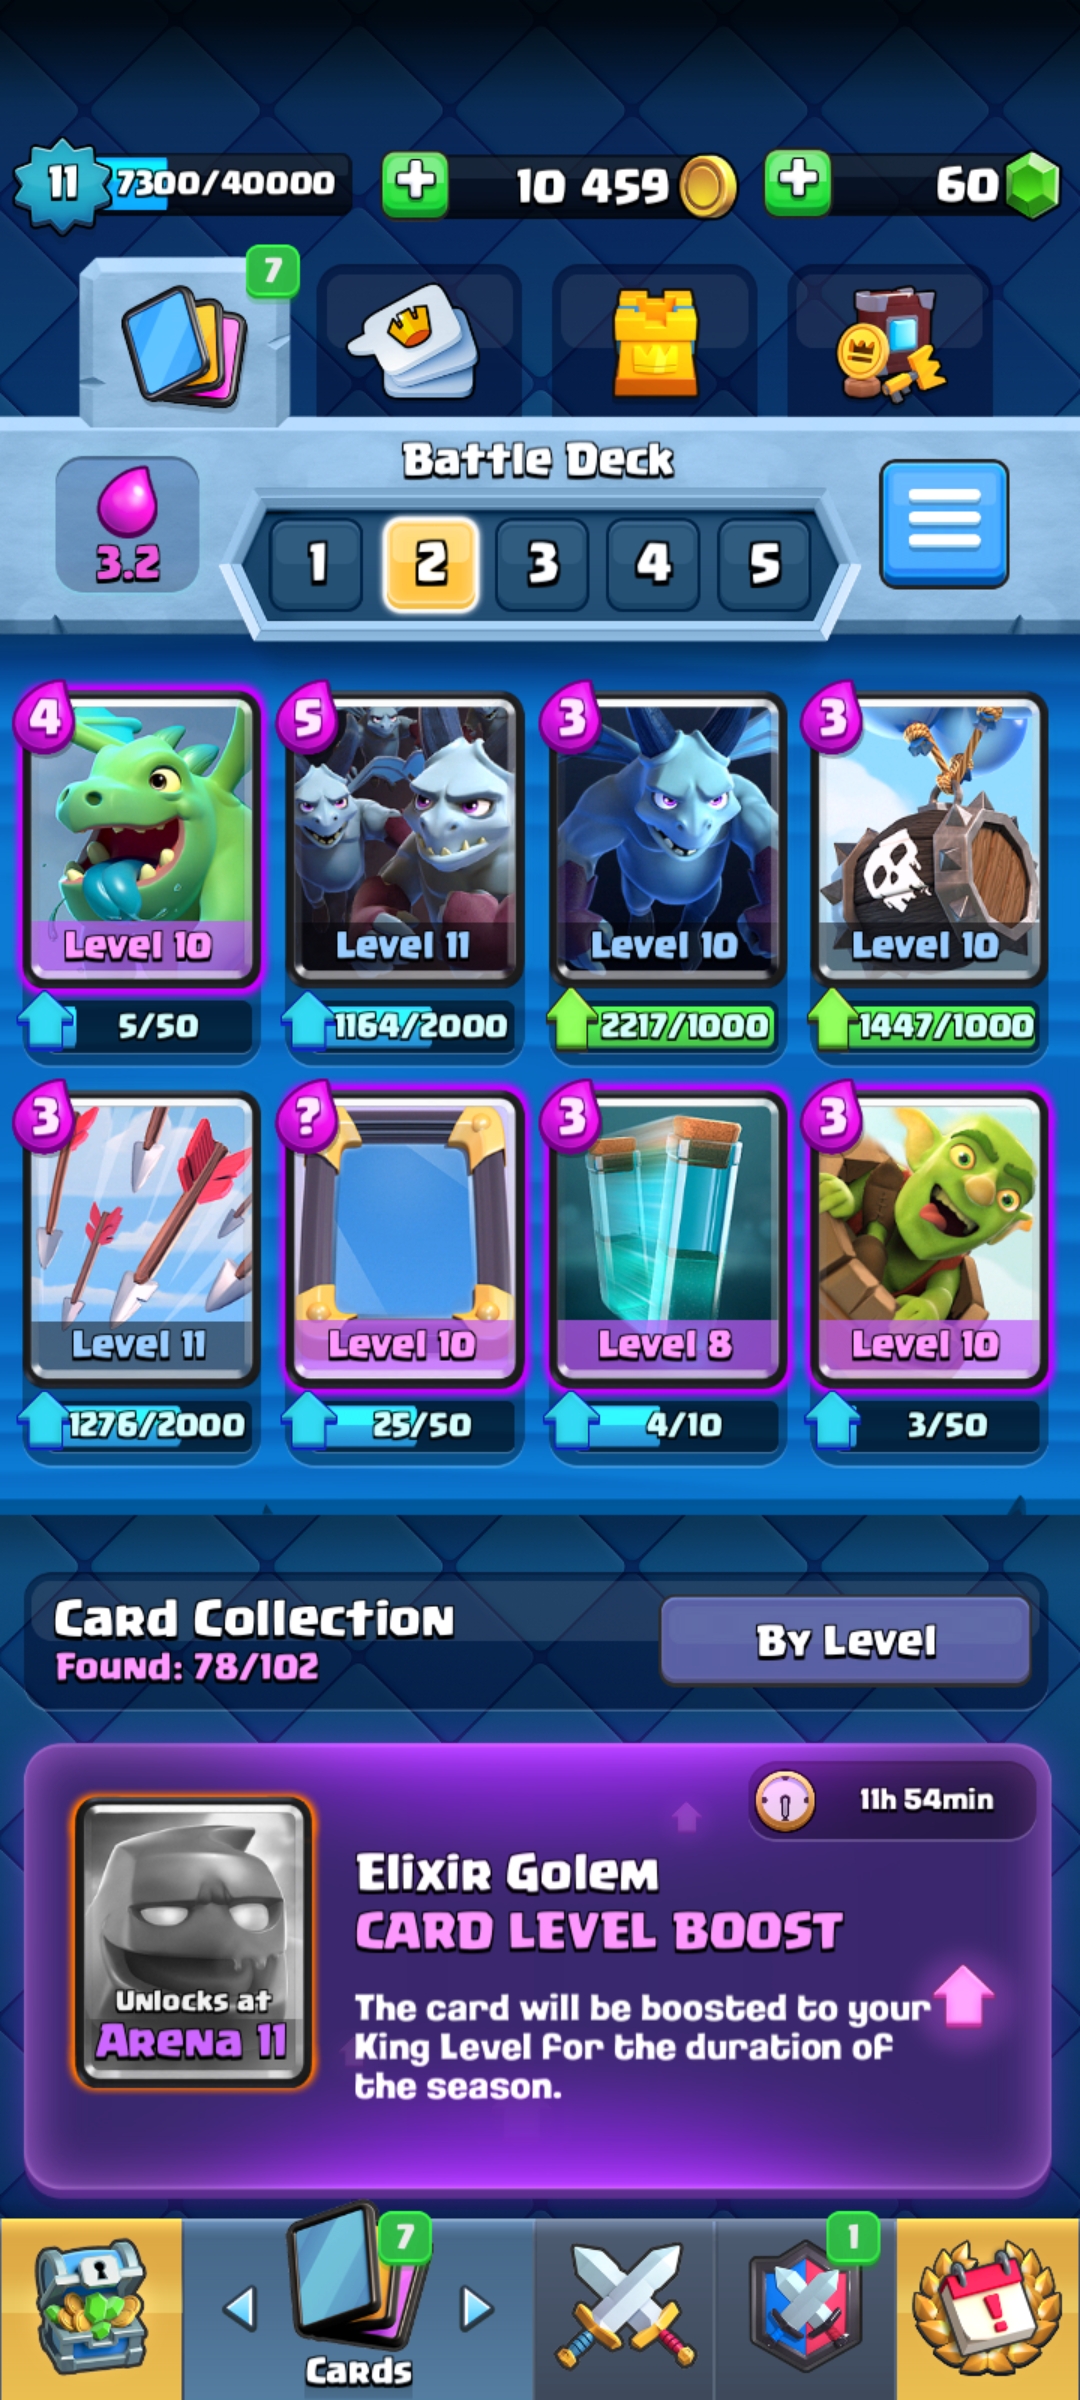 11 7300/40000 10 459 60
7
Battle Deck
3.2 1 2 3 4 5
4 5 3 3
Level 10 Level 11 Level 10 Level 10
5/50 1164/2000 2217/1000 1447/1000
3 ? 3 3
Level 11 Level 10 Level 8 Level 10
1276/2000 25/50 4/10 3/50
Card Collection
Found: 78/102
By Level
11h 54min
Elixir Golem
CARD LEVEL BOOST
Unlocks at
Arena 11
The card will be boosted to your
King Level for the duration of
the season.
7 1
Cards